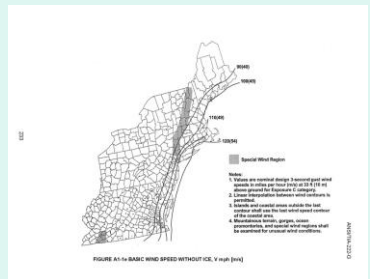 90(40)
100(45)
110(49)
120(54)
Special Wind Region
Notes:
1. Values are nominal design 3-second gust wind
speeds in miles per hour (m/s) at 33 ft (10 m)
above ground for Exposure C category.
2. Linear interpolation between wind contours is
permitted.
3. Islands and coastal areas outside the last
contour shall use the last wind speed contour
of the coastal area.
4. Mountainous terrain, gorges, ocean
promontories, and special wind regions shall
be examined for unusual wind conditions.
233
ANSI/TIA-222-G
FIGURE A1-1e BASIC WIND SPEED WITHOUT ICE, V mph [m/s]